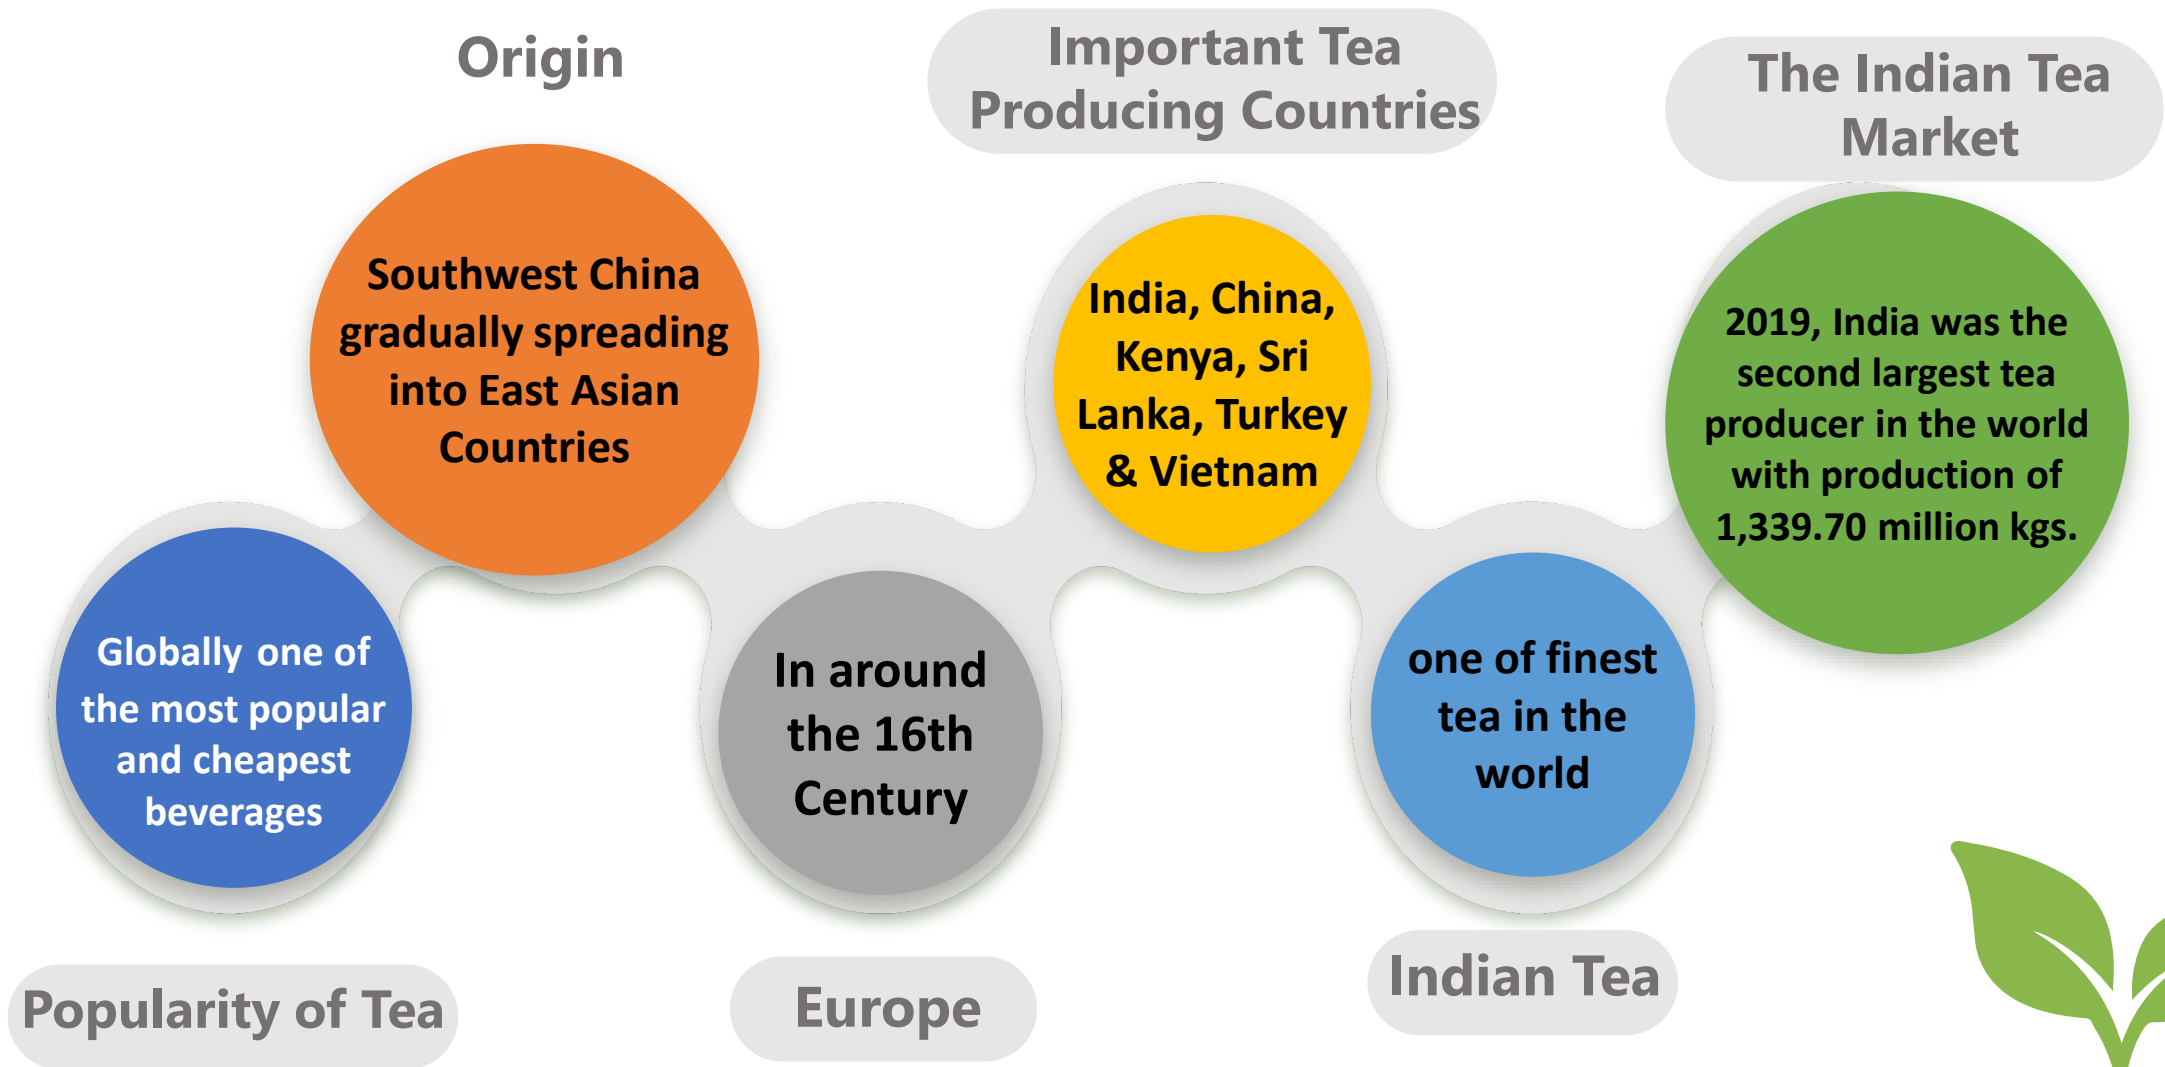 Origin
Southwest China
gradually spreading
into East Asian
Countries
Important Tea
Producing Countries
India, China,
Kenya, Sri
Lanka, Turkey
& Vietnam
The Indian Tea
Market
2019, India was the
second largest tea
producer in the world
with production of
1,339.70 million kgs.
Globally one of
the most popular
and cheapest
beverages
Popularity of Tea
In around
the 16th
Century
Europe
one of finest
tea in the
world
Indian Tea